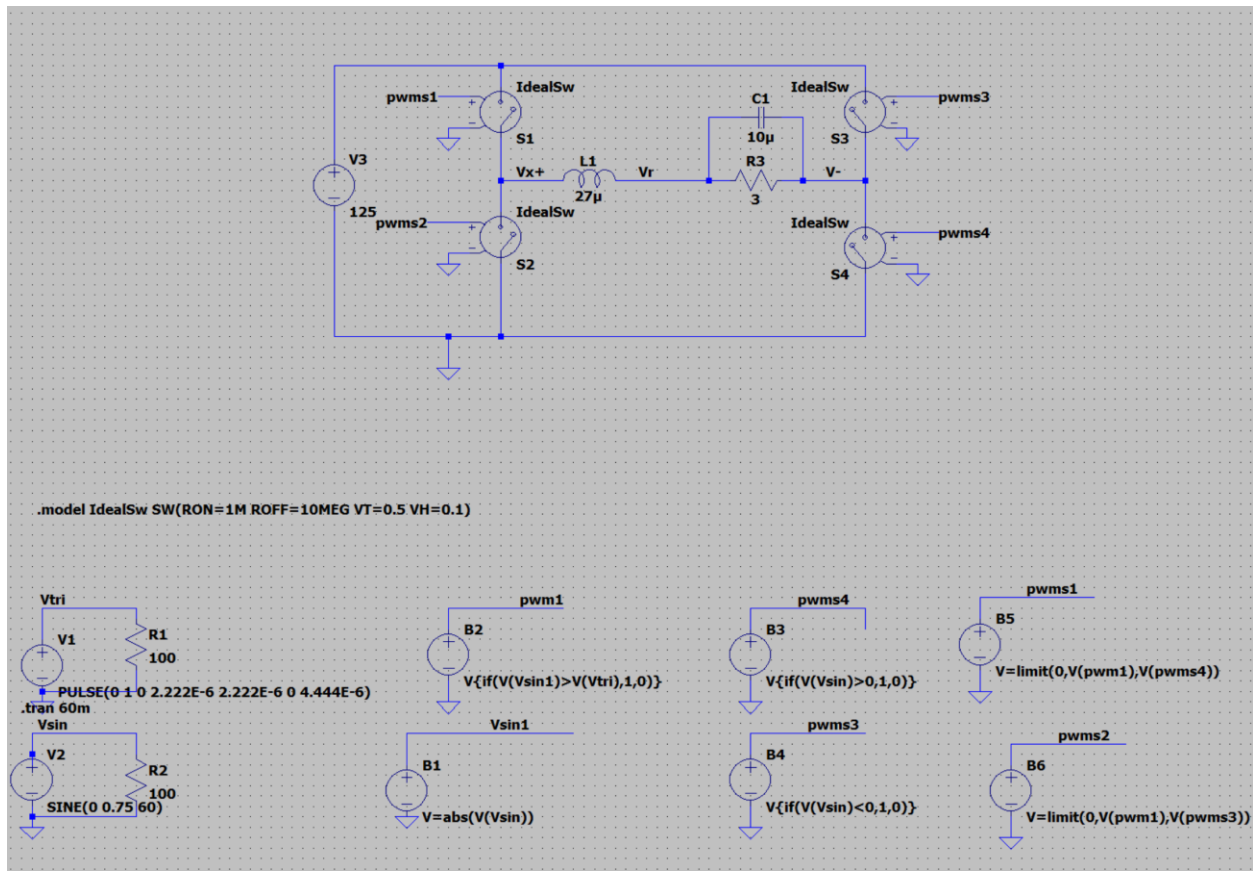 IdealSw
pwms1
S1
C1
10µ
IdealSw
pwms3
S3
V3
125
Vx+
L1
27µ
Vr
R3
3
V-
IdealSw
pwms2
S2
IdealSw
pwms4
S4
.model IdealSw SW(RON=1M ROFF=10MEG VT=0.5 VH=0.1)
Vtri
V1
R1
100
PULSE(0 1 0 2.222E-6 2.222E-6 0 4.444E-6)
.tran 60m
pwm1
B2
V{if(V(Vsin1)>V(Vtri),1,0)}
pwms4
B3
V{if(V(Vsin)>0,1,0)}
pwms1
B5
V=limit(0,V(pwm1),V(pwms4))
Vsin
V2
R2
100
SINE(0 0.75 60)
Vsin1
B1
V=abs(V(Vsin))
pwms3
B4
V{if(V(Vsin)<0,1,0)}
pwms2
B6
V=limit(0,V(pwm1),V(pwms3))